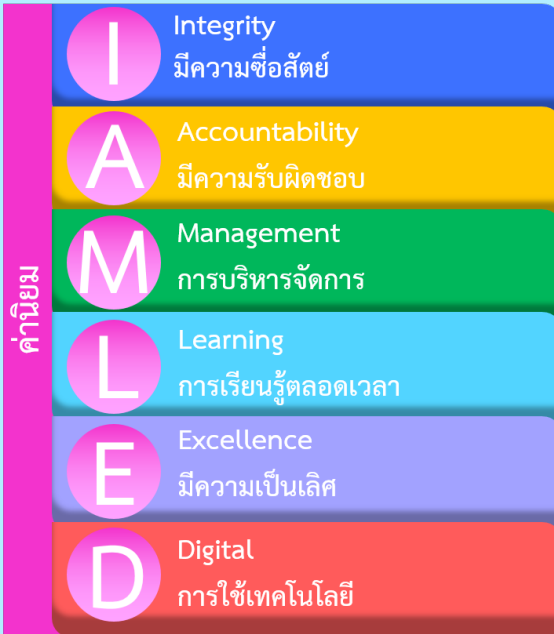 ค่านิยม
I
Integrity
มีความซื่อสัตย์
A
Accountability
มีความรับผิดชอบ
M
Management
การบริหารจัดการ
L
Learning
การเรียนรู้ตลอดเวลา
E
Excellence
มีความเป็นเลิศ
D
Digital
การใช้เทคโนโลยี